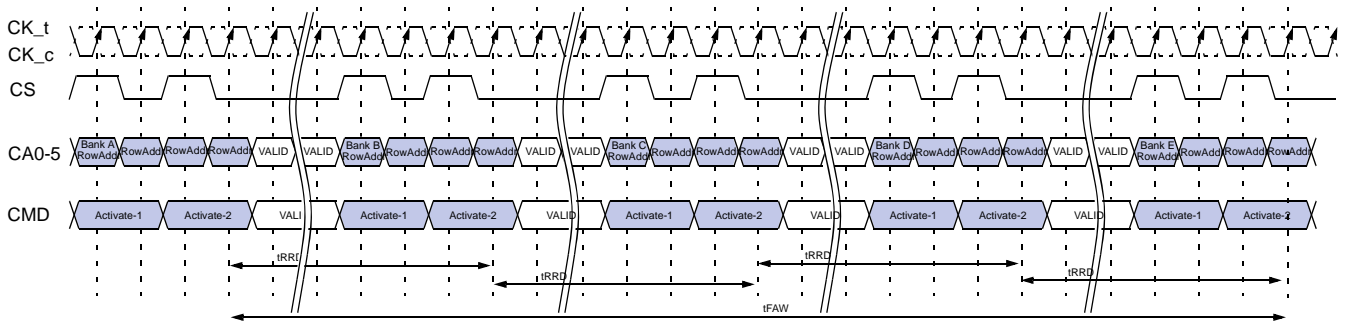 CK_t
CK_c
CS
CA0-5 Bank A RowAddr RowAddr RowAddr RowAddr VALID VALID Bank B RowAddr RowAddr RowAddr RowAddr VALID VALID Bank C RowAddr RowAddr RowAddr RowAddr VALID VALID Bank D RowAddr RowAddr RowAddr RowAddr VALID VALID Bank E RowAddr RowAddr RowAddr RowAddr
CMD Activate-1 Activate-2 VALI Activate-1 Activate-2 VALID Activate-1 Activate-2 VALID Activate-1 Activate-2 VALID Activate-1 Activate-2
tRRD tRRD
tRRD tRRD
tFAW